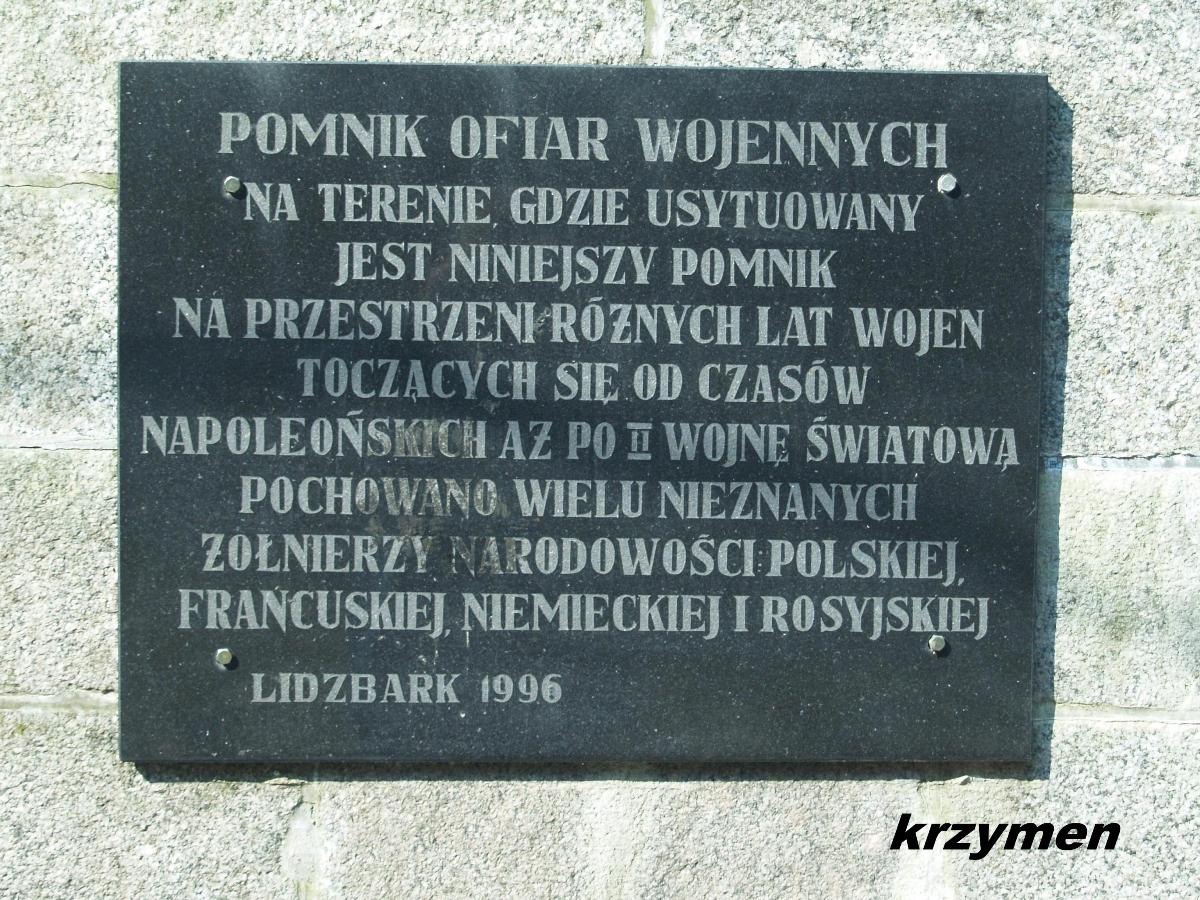 POMNIK OFIAR WOJENNYCH
NA TERENIE, GDZIE USYTUOWANY
JEST NINIEJSZY POMNIK
NA PRZESTRZENI RÓŻNYCH LAT WOJEN
TOCZĄCYCH SIĘ OD CZASÓW
NAPOLEOŃSKICH AŻ PO II WOJNĘ ŚWIATOWĄ
POCHOWANO WIELU NIEZNANYCH
ŻOŁNIERZY NARODOWOŚCI: POLSKIEJ,
FRANCUSKIEJ, NIEMIECKIEJ I ROSYJSKIEJ
LIDZBARK 1996
krzymen